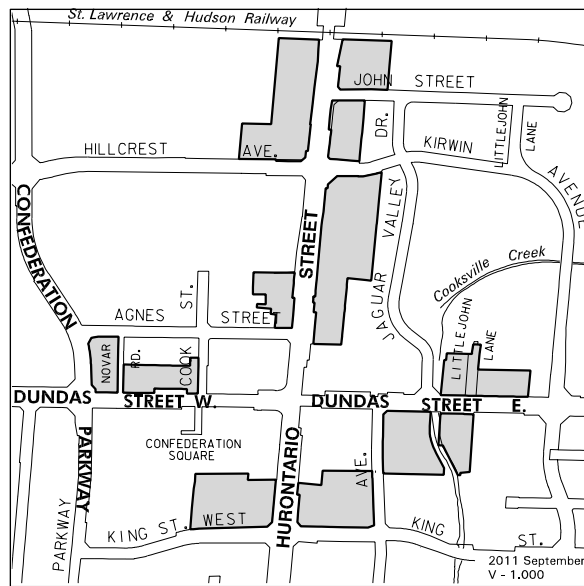 St. Lawrence & Hudson Railway
JOHN STREET
HILLCREST AVE.
DR.
KIRWIN
AVENUE
LITTLEJOHN
LANE
CONFEDERATION
STREET
JAGUAR VALLEY
Cooksville Creek
AGNES STREET
ST.
COOK
NOVAR
RD.
LITTLEJOHN
LANE
DUNDAS STREET W.
DUNDAS STREET E.
CONFEDERATION
SQUARE
PARKWAY
HURONTARIO
AVE.
PARKWAY
KING ST. WEST
KING ST.
2011 September
V - 1.000